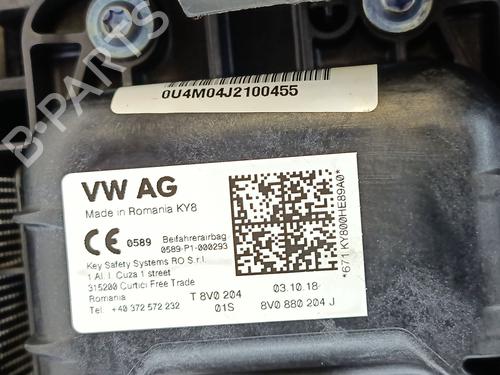 B-PARTS
0U4M04J2100455
VW AG
Made in Romania KY8
CE 0589 Beifahrerairbag
0589-P1-000293
Key Safety Systems RO S.r.l.
1 Al. I. Cuza 1 street
315200 Curtici Free Trade
Romania
Tel: +40 372 572 232
T 8V0 204
01S
03.10.18
8V0 880 204 J
*671 KY800HE89A0*